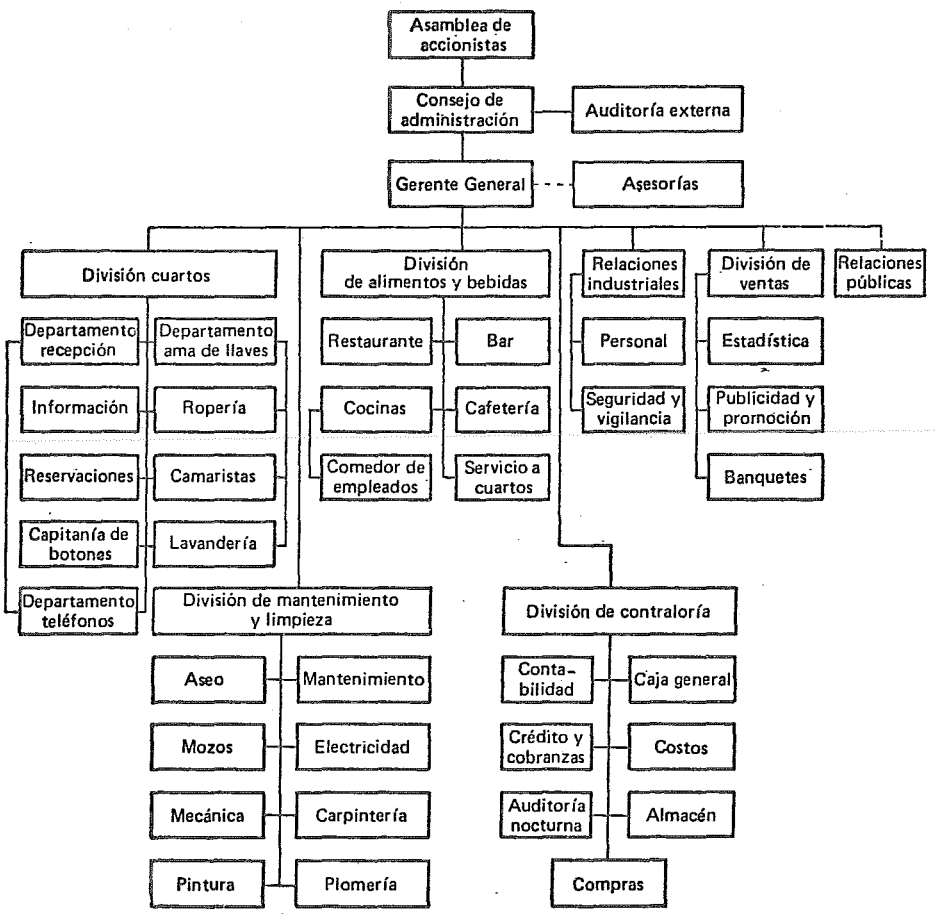 Asamblea de
accionistas
Consejo de
administración
Auditoría externa
Gerente General
Asesorías
División cuartos
División
de alimentos y bebidas
Relaciones
industriales
División de
ventas
Relaciones
públicas
Departamento
recepción
Departamento
ama de llaves
Restaurante
Bar
Personal
Estadística
Información
Ropería
Cocinas
Cafetería
Seguridad y
vigilancia
Publicidad y
promoción
Reservaciones
Camaristas
Comedor de
empleados
Servicio a
cuartos
Banquetes
Capitanía de
botones
Lavandería
Departamento
teléfonos
División de mantenimiento
y limpieza
División de contraloría
Aseo
Mantenimiento
Conta-
bilidad
Caja general
Mozos
Electricidad
Crédito y
cobranzas
Costos
Mecánica
Carpintería
Auditoría
nocturna
Almacén
Pintura
Plomería
Compras